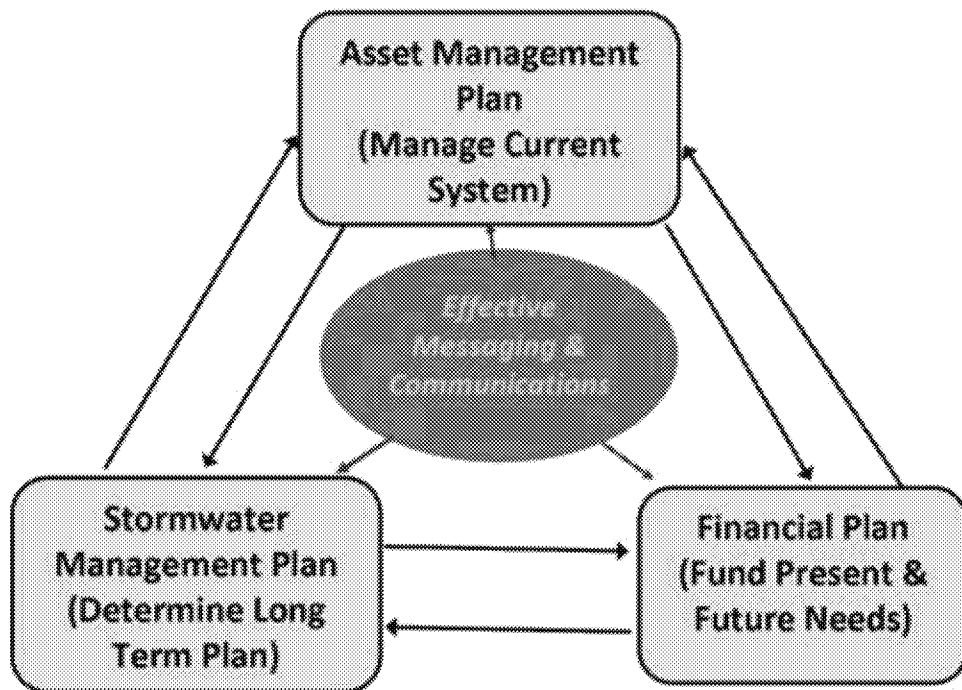 Asset Management
Plan
(Manage Current
System)
Effective
Messaging &
Communications
Stormwater
Management Plan
(Determine Long
Term Plan)
Financial Plan
(Fund Present &
Future Needs)